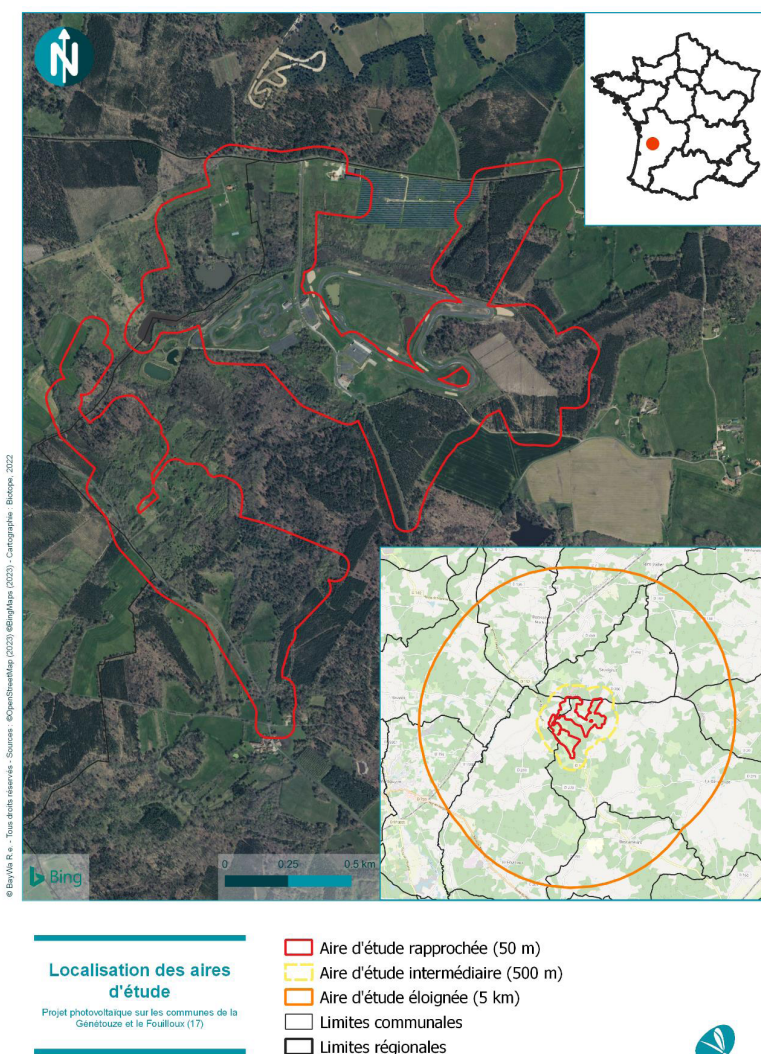 N
0 0.25 0.5 km
Bing
© BayWa R.e. - Tous droits réservés - Sources : ©OpenStreetMap (2023) ©BingMaps (2023) - Cartographie : Biotope, 2022
Localisation des aires
d'étude
Projet photovoltaïque sur les communes de la
Génétouze et le Fouilloux (17)
Aire d'étude rapprochée (50 m)
Aire d'étude intermédiaire (500 m)
Aire d'étude éloignée (5 km)
Limites communales
Limites régionales